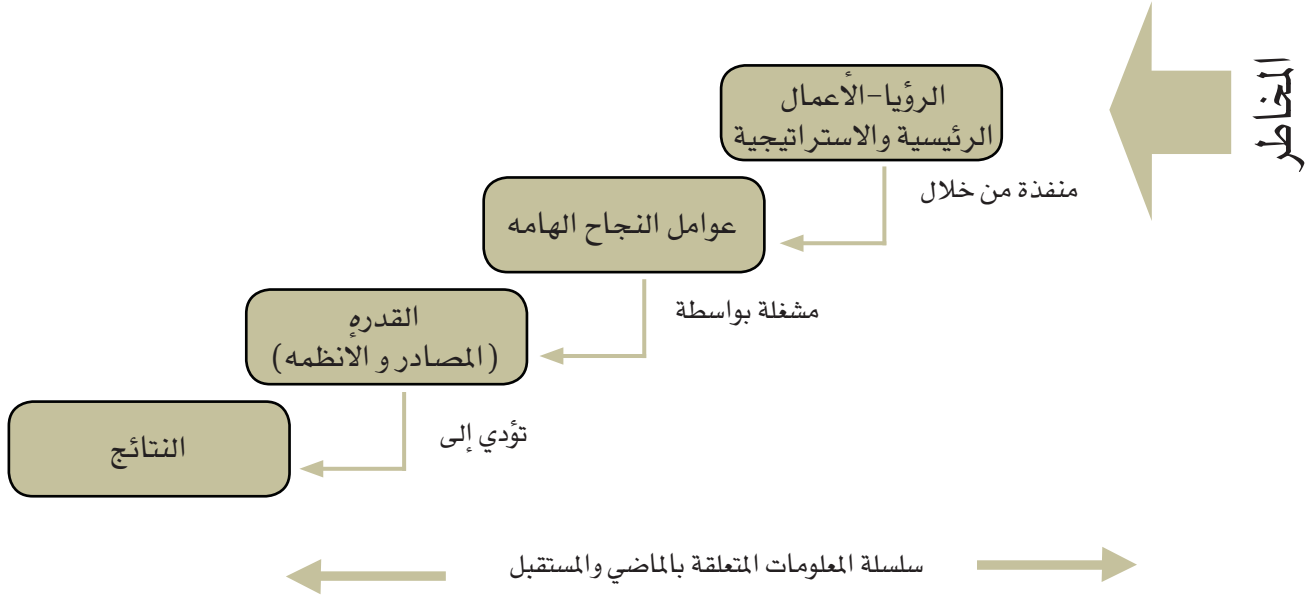 المخاطر
الرؤيا-الأعمال
الرئيسية والاستراتيجية
منفذة من خلال
عوامل النجاح الهامه
مشغلة بواسطة
القدره
(المصادر و الانظمه)
تؤدي إلى
النتائج
سلسلة المعلومات المتعلقة بالماضي والمستقبل